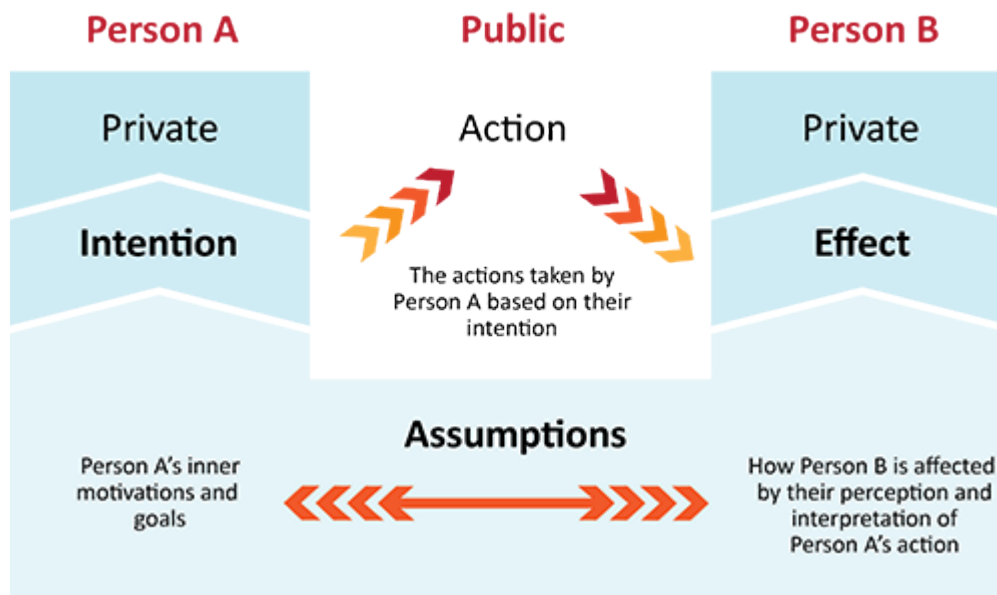 Person A
Public
Person B
Private
Action
Private
Intention
Effect
The actions taken by
Person A based on their
intention
Assumptions
Person A's inner
motivations and
goals
How Person B is affected
by their perception and
interpretation of
Person A's action